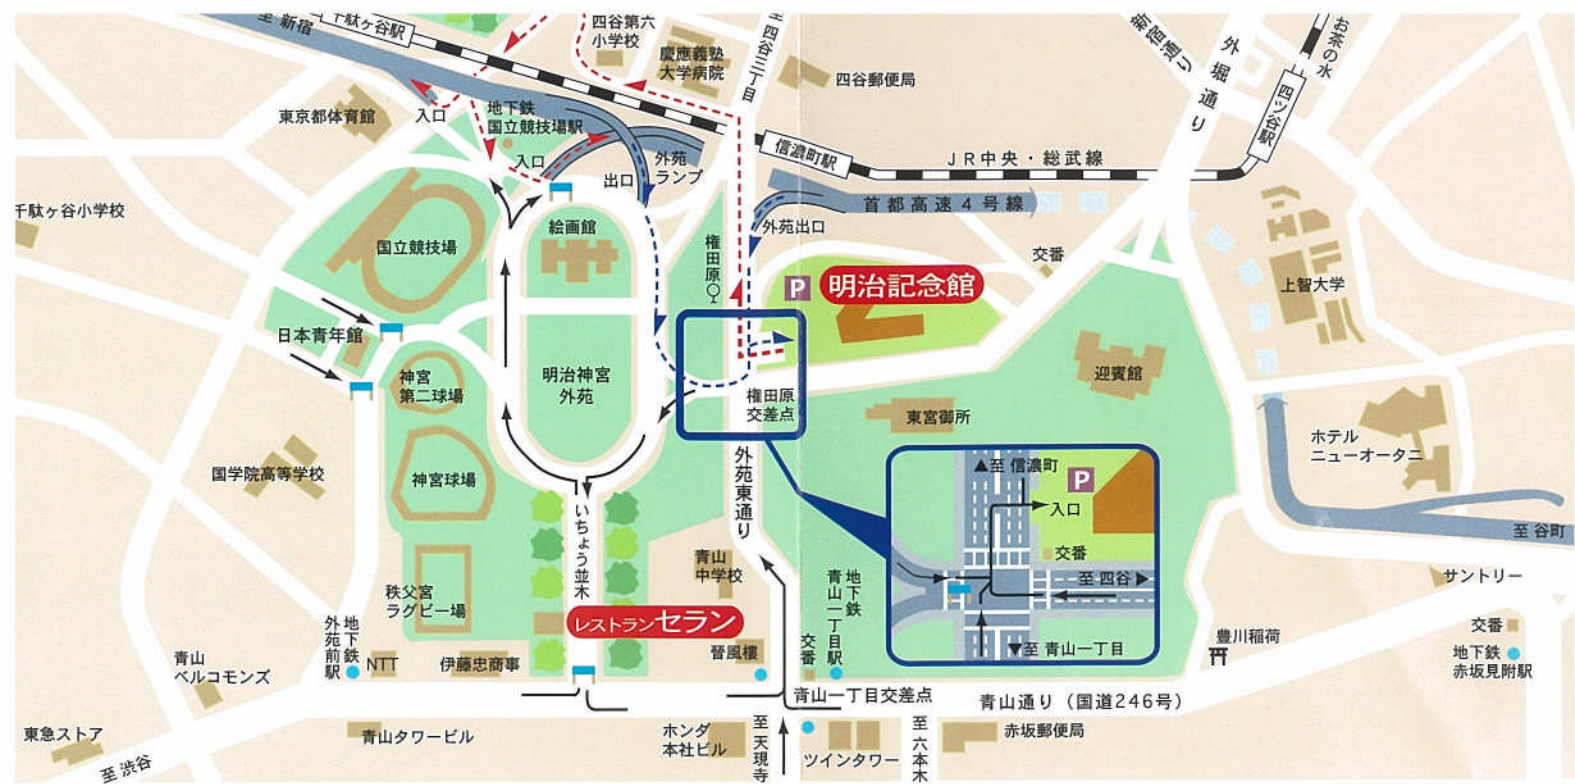 至 新宿
千駄ヶ谷駅
四谷第六
小学校
慶應義塾
大学病院
至 四谷三丁目
四谷郵便局
新宿通り
外堀通り
お茶の水
四ツ谷駅
東京都体育館
入口
地下鉄
国立競技場駅
入口
出口
外苑
ランプ
信濃町駅
JR中央・総武線
首都高速4号線
外苑出口
千駄ヶ谷小学校
国立競技場
絵画館
権田原
P
明治記念館
交番
上智大学
日本青年館
神宮
第二球場
明治神宮
外苑
権田原
交差点
迎賓館
東宮御所
ホテル
ニューオータニ
国学院高等学校
神宮球場
外苑東通り
いちょう並木
▲至 信濃町
P
入口
交番
至 四谷▶
▼至 青山一丁目
至 谷町
青山
中学校
秩父宮
ラグビー場
レストランセラン
地下鉄
青山一丁目駅
サントリー
地下鉄
外苑前駅
NTT
伊藤忠商事
晉風樓
交番
豊川稲荷
交番
地下鉄
赤坂見附駅
青山
ベルコモンズ
青山一丁目交差点
青山通り(国道246号)
東急ストア
至 渋谷
青山タワービル
ホンダ
本社ビル
至 天現寺
ツインタワー
至 六本木
赤坂郵便局